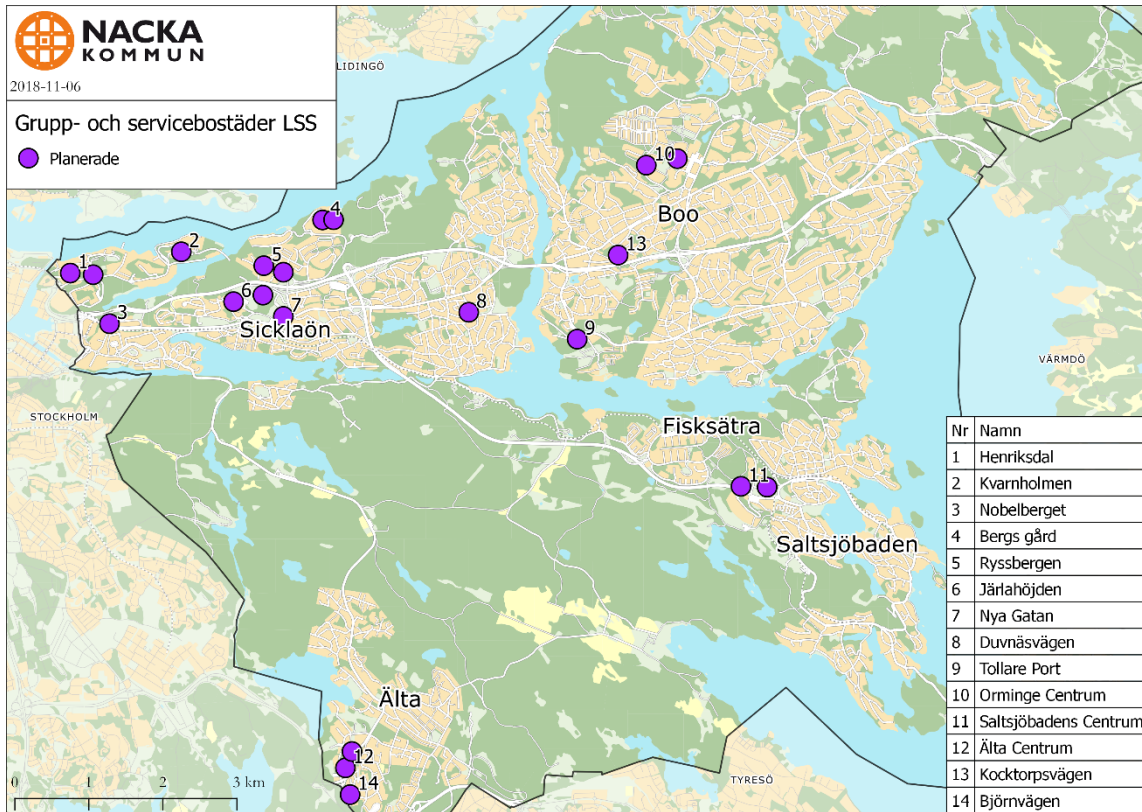 NACKA
KOMMUN
2018-11-06
Grupp- och servicebostäder LSS
Planerade
LIDINGÖ
10
Boo
4
2
13
5
1
6
7
8
3
Sicklaön
9
VÄRMDÖ
STOCKHOLM
Fisksätra
11
Saltsjöbaden
Älta
12
14
TYRESÖ
0 1 2 3 km
Nr Namn
1 Henriksdal
2 Kvarnholmen
3 Nobelberget
4 Bergs gård
5 Ryssbergen
6 Järlahöjden
7 Nya Gatan
8 Duvnäsvägen
9 Tollare Port
10 Orminge Centrum
11 Saltsjöbadens Centrum
12 Älta Centrum
13 Kocktorpsvägen
14 Björnvägen